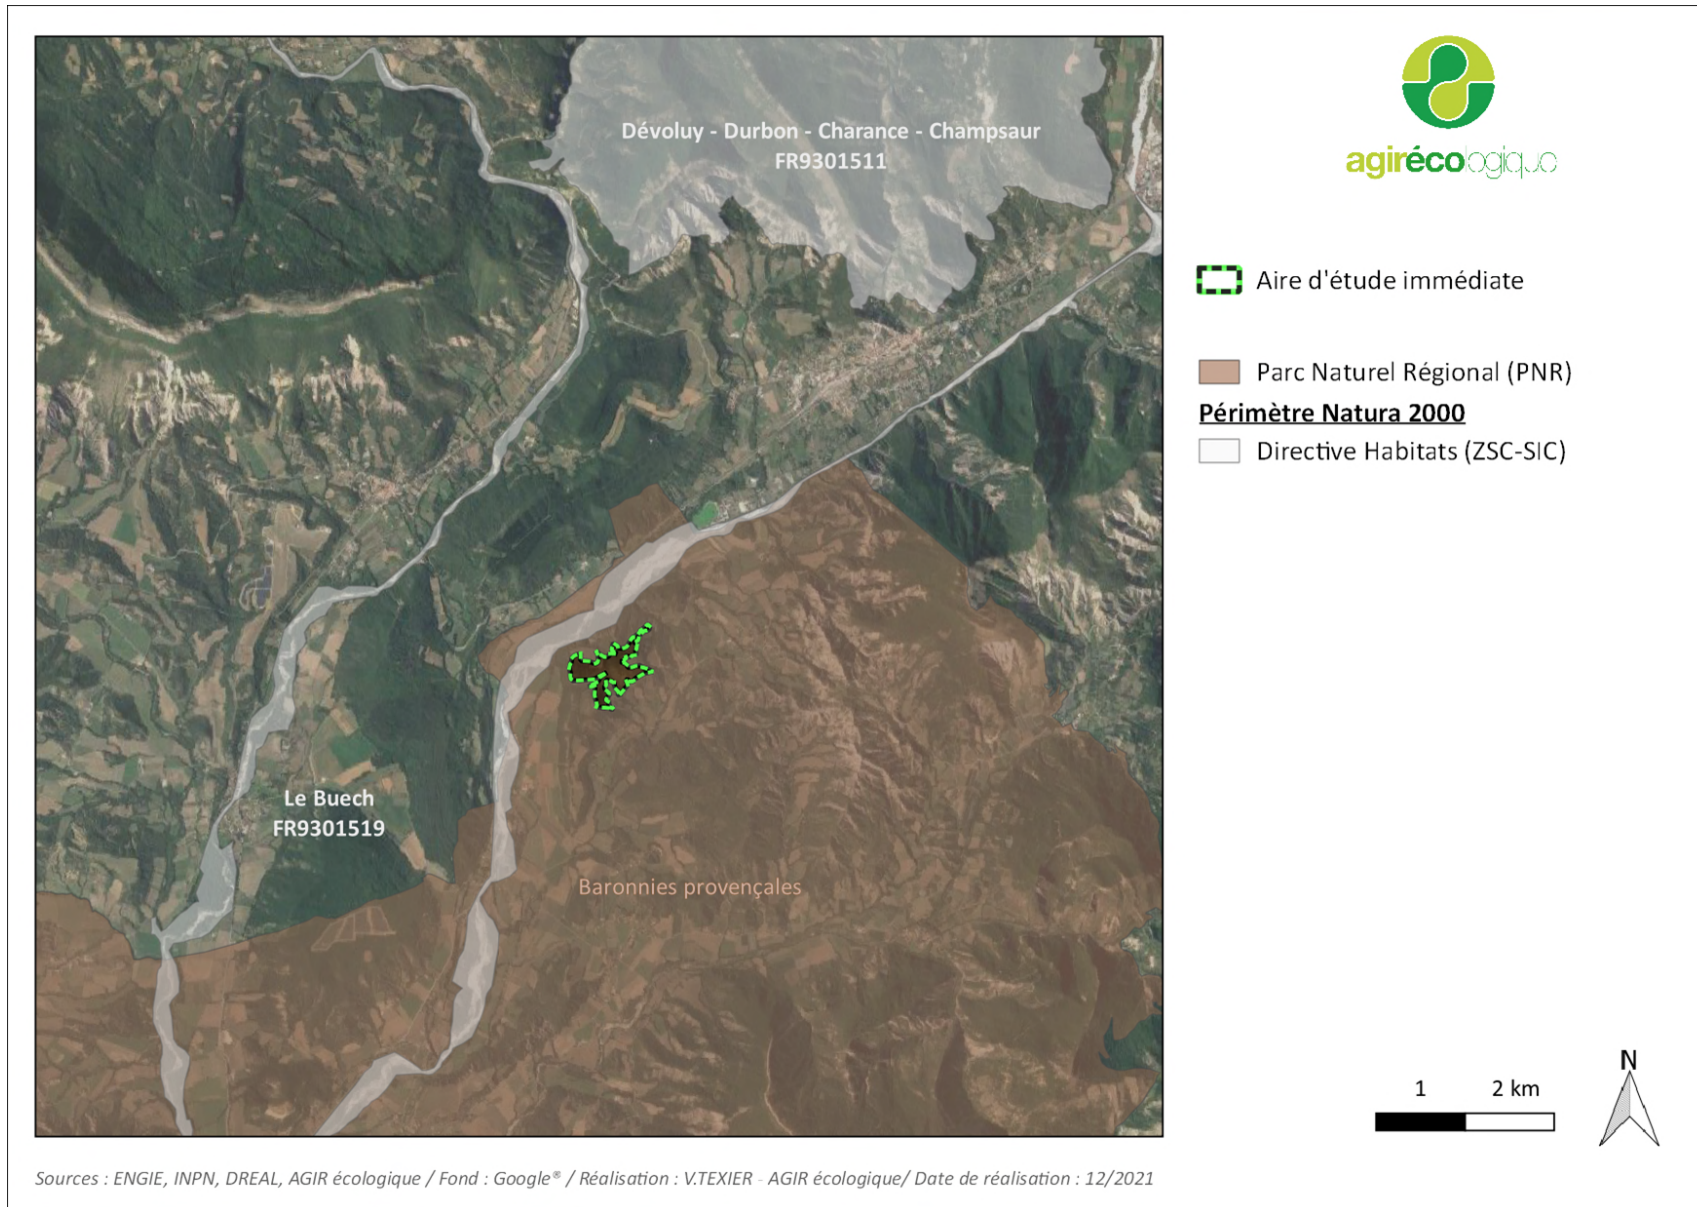 Dévoluy - Durbon - Charance - Champsaur
FR9301511
Le Buech
FR9301519
Baronnies provençales
agirécologique
Aire d'étude immédiate
Parc Naturel Régional (PNR)
Périmètre Natura 2000
Directive Habitats (ZSC-SIC)
1 2 km
N
Sources : ENGIE, INPN, DREAL, AGIR écologique / Fond : Google® / Réalisation : V.TEXIER - AGIR écologique/ Date de réalisation : 12/2021